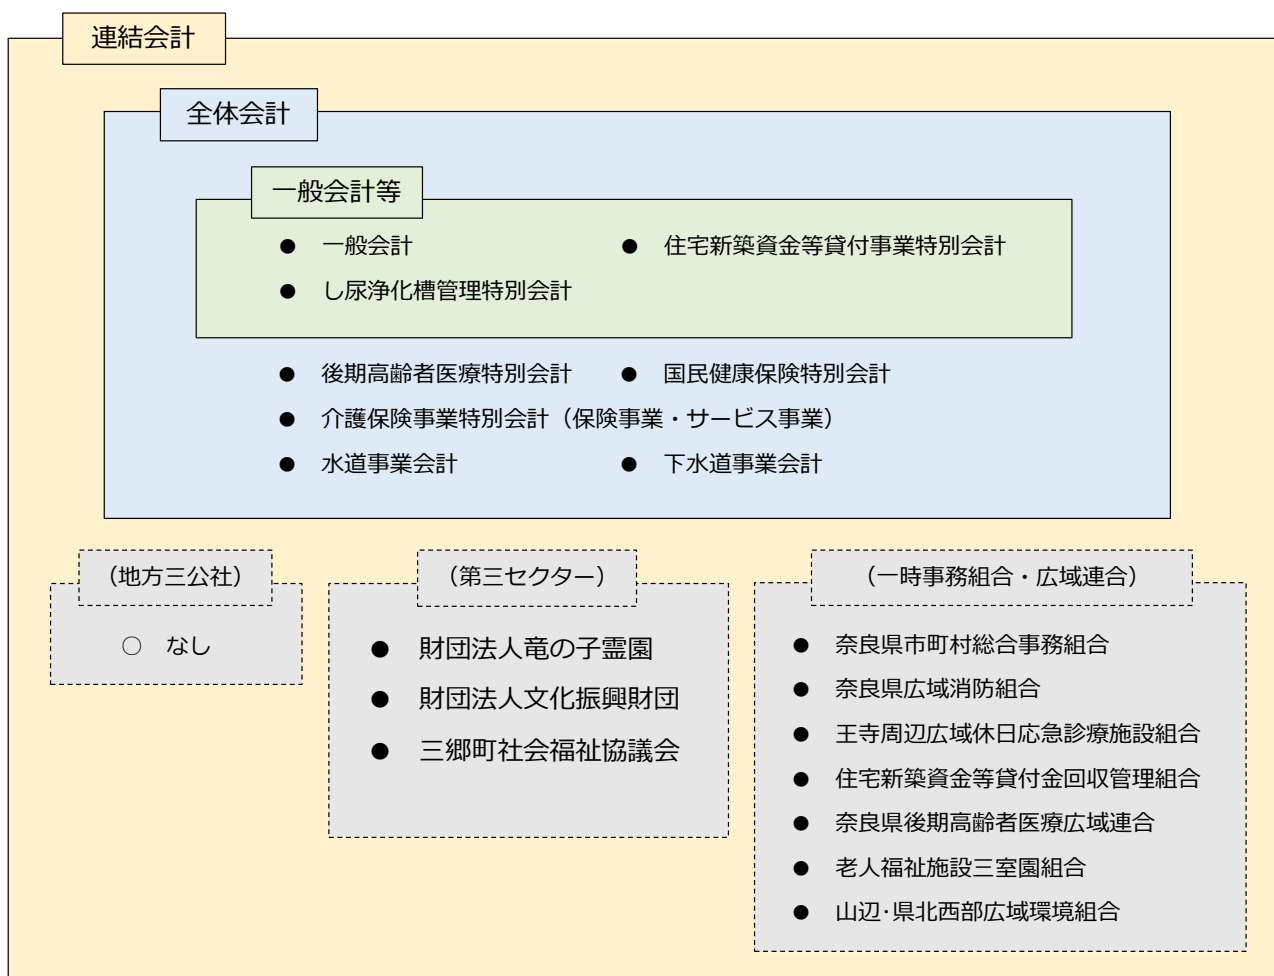 連結会計
全体会計
一般会計等
● 一般会計 ● 住宅新築資金等貸付事業特別会計
● し尿浄化槽管理特別会計
● 後期高齢者医療特別会計 ● 国民健康保険特別会計
● 介護保険事業特別会計（保険事業・サービス事業）
● 水道事業会計 ● 下水道事業会計
（地方三公社）
○ なし
（第三セクター）
● 財団法人竜の子霊園
● 財団法人文化振興財団
● 三郷町社会福祉協議会
（一時事務組合・広域連合）
● 奈良県市町村総合事務組合
● 奈良県広域消防組合
● 王寺周辺広域休日応急診療施設組合
● 住宅新築資金等貸付金回収管理組合
● 奈良県後期高齢者医療広域連合
● 老人福祉施設三室園組合
● 山辺･県北西部広域環境組合